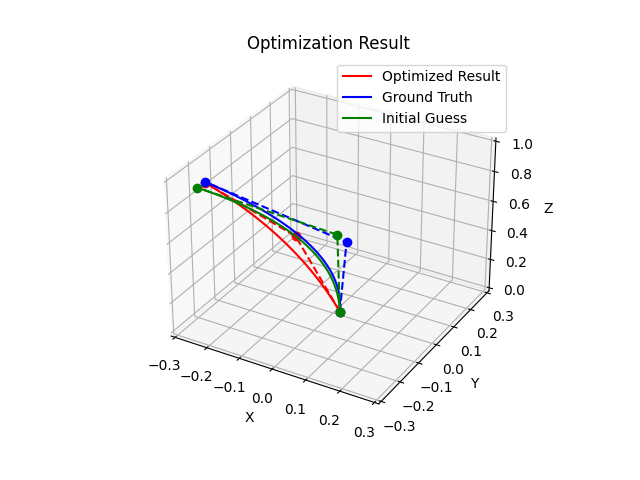 Optimization Result
Optimized Result
Ground Truth
Initial Guess
1.0
0.8
0.6
0.4
0.2
0.0
Z
0.3
0.2
0.1
0.0
−0.1
−0.2
−0.3
Y
−0.3
−0.2
−0.1
0.0
0.1
0.2
0.3
X